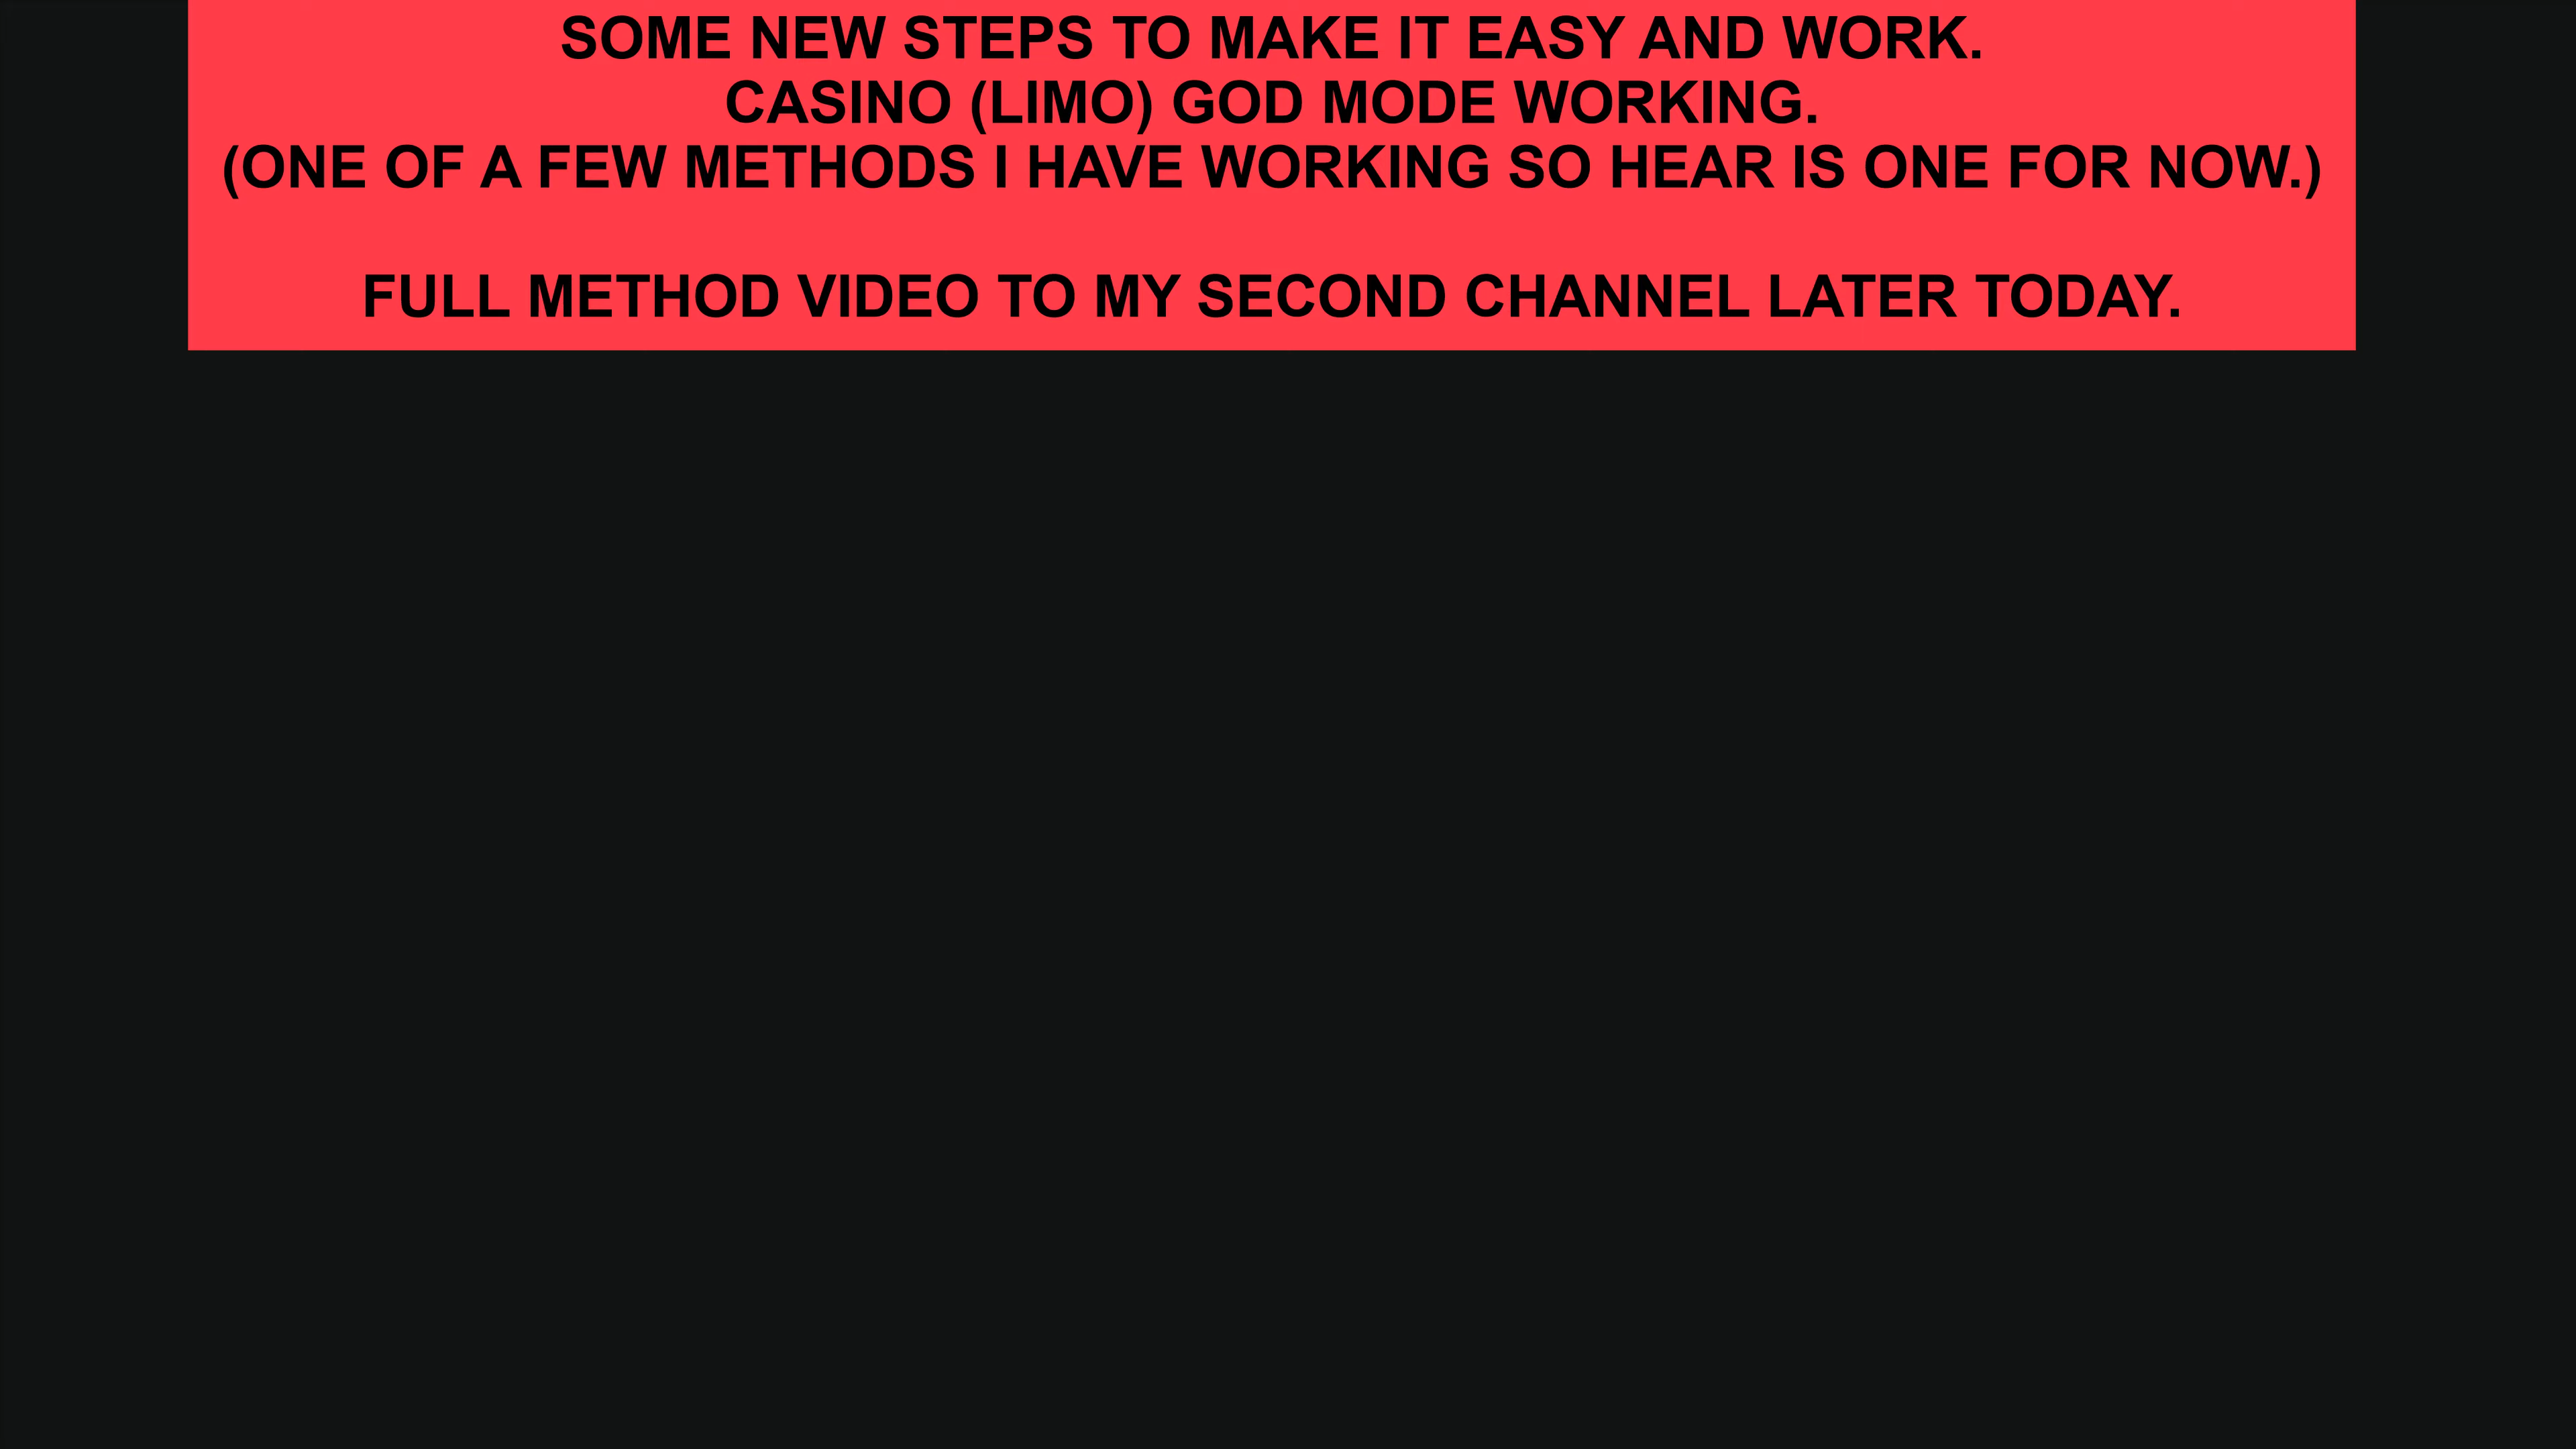 SOME NEW STEPS TO MAKE IT EASY AND WORK.
CASINO (LIMO) GOD MODE WORKING.
(ONE OF A FEW METHODS I HAVE WORKING SO HEAR IS ONE FOR NOW.)
FULL METHOD VIDEO TO MY SECOND CHANNEL LATER TODAY.